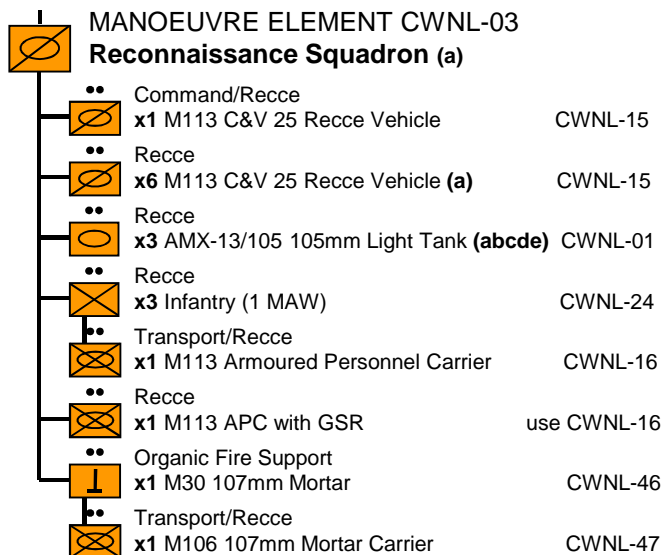 MANOEUVRE ELEMENT CWNL-03
Reconnaissance Squadron (a)
Command/Recce
x1 M113 C&V 25 Recce Vehicle CWNL-15
Recce
x6 M113 C&V 25 Recce Vehicle (a) CWNL-15
Recce
x3 AMX-13/105 105mm Light Tank (abcde) CWNL-01
Recce
x3 Infantry (1 MAW) CWNL-24
Transport/Recce
x1 M113 Armoured Personnel Carrier CWNL-16
Recce
x1 M113 APC with GSR use CWNL-16
Organic Fire Support
x1 M30 107mm Mortar CWNL-46
Transport/Recce
x1 M106 107mm Mortar Carrier CWNL-47